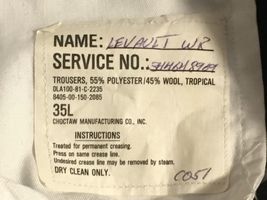 NAME: LEVAULT WR
SERVICE NO.
TROUSERS, 55% POLYESTER/45% WOOL, TROPICAL
DLA100-81-C-2235
8405-00-150-2085
35L
CHOCTAW MANUFACTURING CO., INC.
INSTRUCTIONS
Treated for permanent creasing.
Press on same crease line.
Undesired crease line may be removed by steam.
DRY CLEAN ONLY.